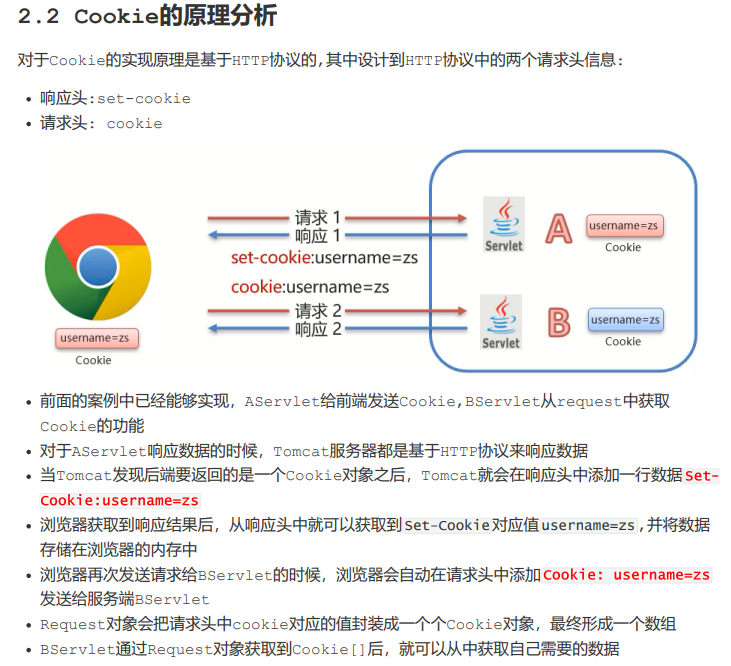 2.2 Cookie的原理分析
对于Cookie的实现原理是基于HTTP协议的,其中设计到HTTP协议中的两个请求头信息:
响应头:set-cookie
请求头: cookie
请求 1
响应 1
set-cookie:username=zs
cookie:username=zs
请求 2
响应 2
username=zs
Cookie
Servlet
A
username=zs
Cookie
Servlet
B
username=zs
Cookie
前面的案例中已经能够实现，AServlet给前端发送Cookie,BServlet从request中获取
Cookie的功能
对于AServlet响应数据的时候，Tomcat服务器都是基于HTTP协议来响应数据
当Tomcat发现后端要返回的是一个Cookie对象之后，Tomcat就会在响应头中添加一行数据Set-
Cookie:username=zs
浏览器获取到响应结果后，从响应头中就可以获取到Set-Cookie对应值username=zs,并将数据
存储在浏览器的内存中
浏览器再次发送请求给BServlet的时候，浏览器会自动在请求头中添加Cookie: username=zs
发送给服务端BServlet
Request对象会把请求头中cookie对应的值封装成一个个Cookie对象，最终形成一个数组
BServlet通过Request对象获取到Cookie[]后，就可以从中获取自己需要的数据